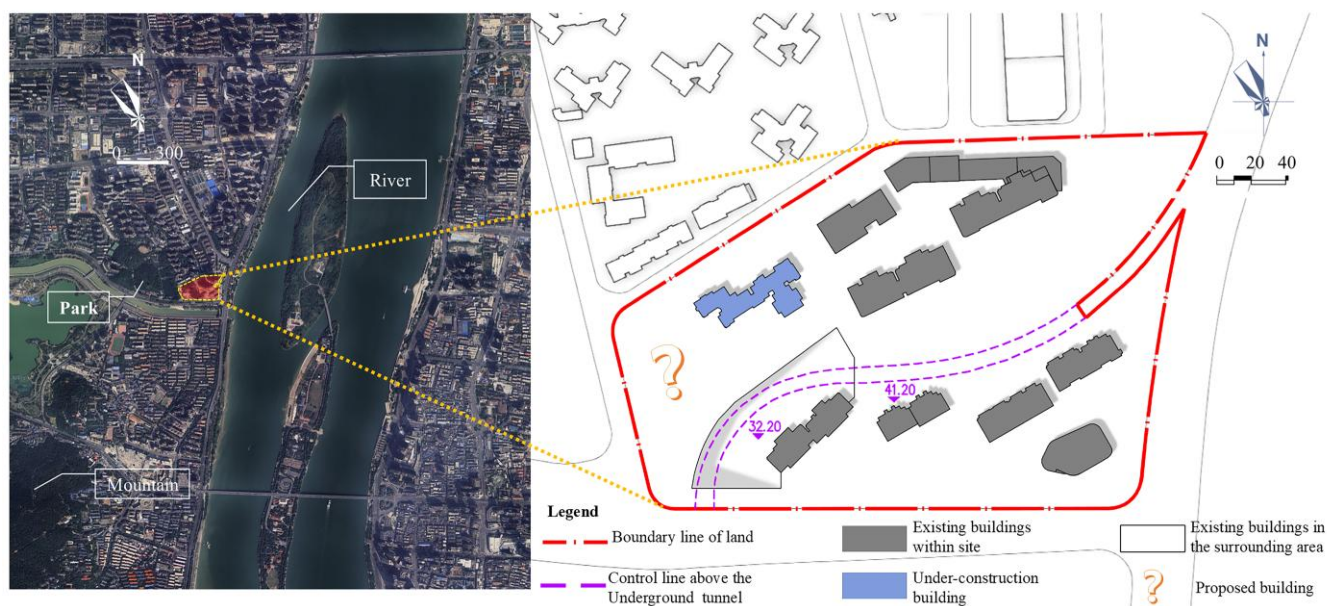 N
0 300
River
Park
Mountain
N
0 20 40
?
41.20
32.20
Legend
Boundary line of land
Existing buildings
within site
Existing buildings in
the surrounding area
Control line above the
Underground tunnel
Under-construction
building
? Proposed building